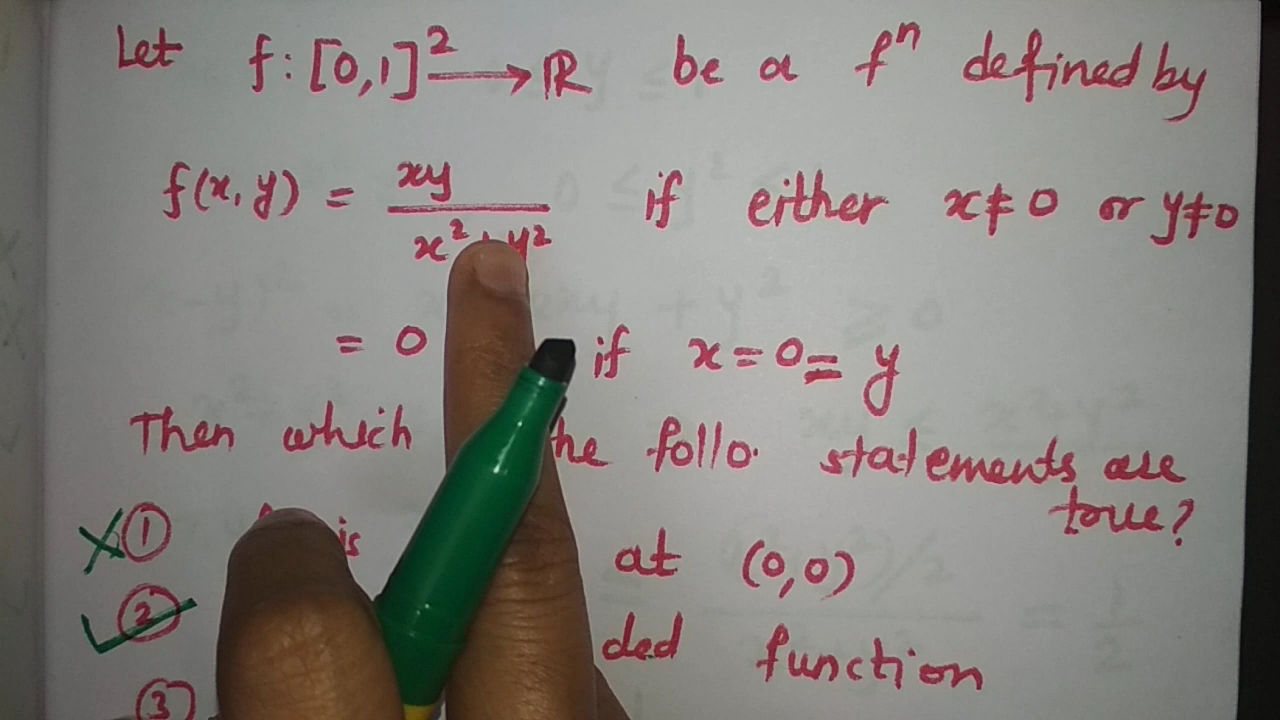 Let f:[0,1]² → ℝ be a fⁿ defined by
f(x,y) = xy / x² + y² if either x≠0 or y≠0
= 0 if x=0=y
Then which the follo. statements are
true?
① is at (0,0)
② ded function
③